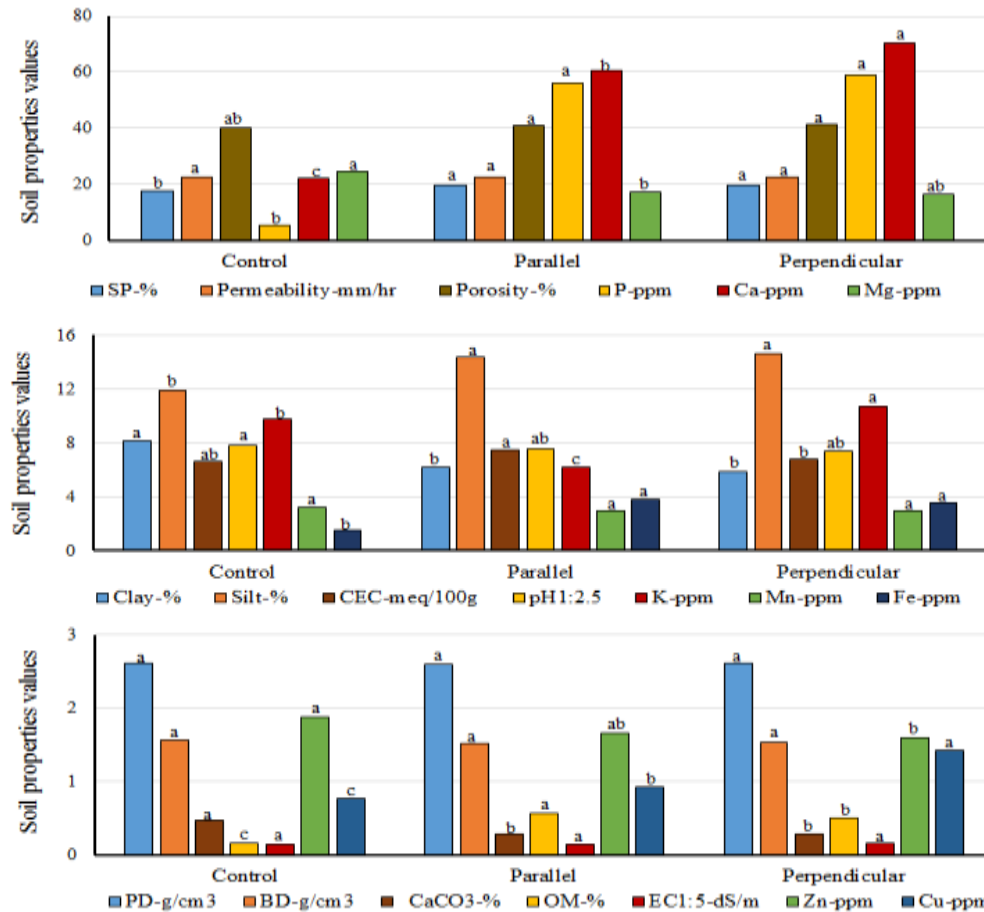 Soil properties values
80
60
40
20
0
b a ab b c a
a a a a b b
a a a a a ab
Control Parallel Perpendicular
SP-% Permeability-mm/hr Porosity-% P-ppm Ca-ppm Mg-ppm
Soil properties values
16
12
8
4
0
a b ab a b a b
b a a ab c a a
b a b ab a a a
Control Parallel Perpendicular
Clay-% Silt-% CEC-meq/100g pH1:2.5 K-ppm Mn-ppm Fe-ppm
Soil properties values
3
2
1
0
a a a c a a c
a a b a a ab b
a a b b a b a
Control Parallel Perpendicular
PD-g/cm3 BD-g/cm3 CaCO3-% OM-% EC1:5-dS/m Zn-ppm Cu-ppm